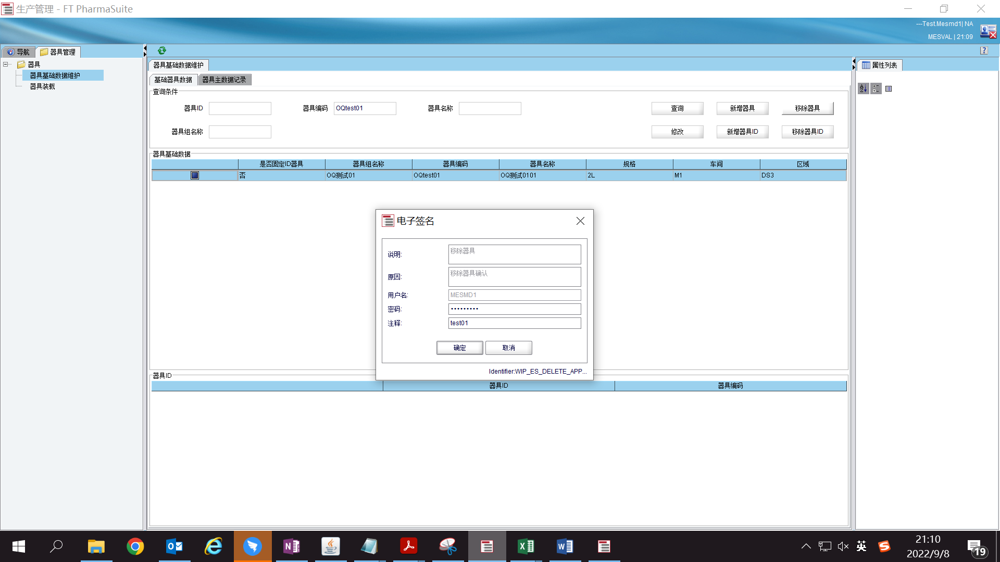 生产管理 - FT PharmaSuite
---Test.Mesmd1| NA
MESVAL | 21:09
导航
器具管理
器具
器具基础数据维护
器具装载
器具基础数据维护
基础器具数据
器具主数据记录
查询条件
器具ID
器具编码 OQtest01
器具名称
查询
新增器具
移除器具
器具组名称
修改
新增器具ID
移除器具ID
器具基础数据
是否固定ID器具 器具组名称 器具编码 器具名称 规格 车间 区域
否 OQ测试01 OQtest01 OQ测试0101 2L M1 DS3
电子签名
说明: 移除器具
原因: 移除器具确认
用户名: MESMD1
密码: •••••••••
注释: test01
确定
取消
Identifier:WIP_ES_DELETE_APP...
器具ID
器具ID 器具编码
属性列表
英
21:10
2022/9/8
19